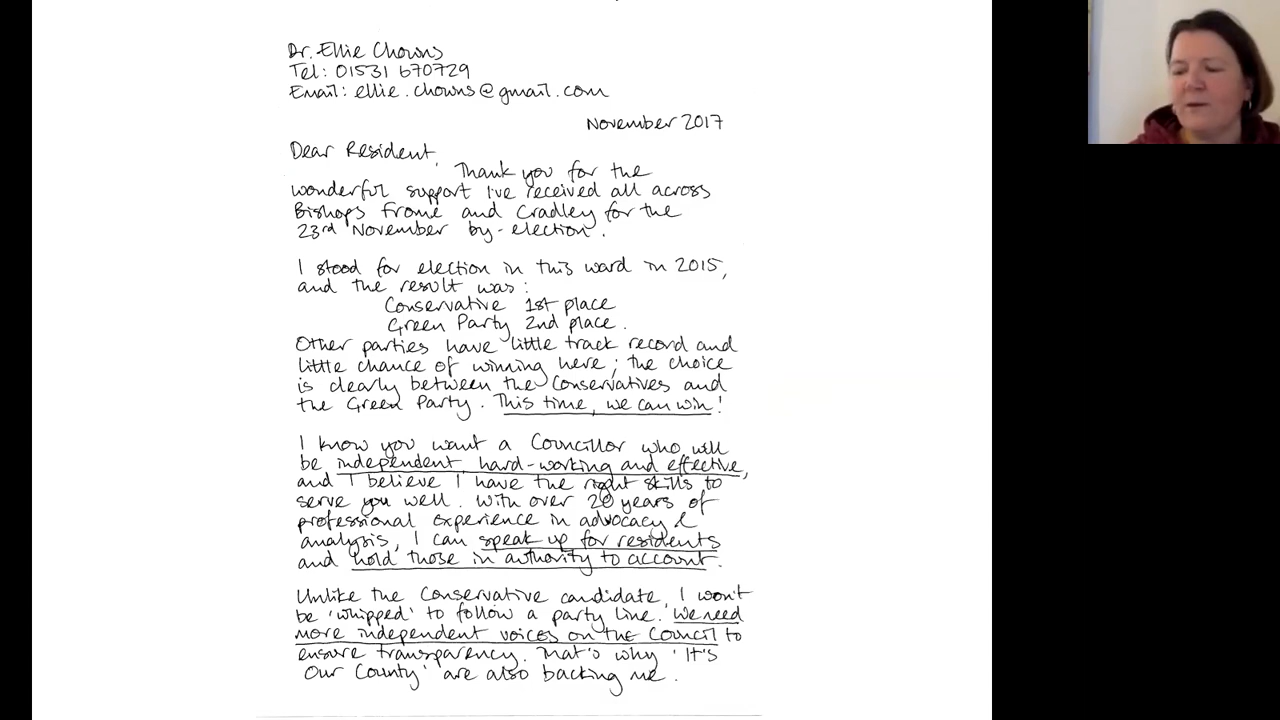 Dr. Ellie Chowns
Tel: 01531 670729
Email: ellie.chowns@gmail.com
November 2017
Dear Resident,
Thank you for the
wonderful support I've received all across
Bishops Frome and Cradley for the
23rd November by-election.
I stood for election in this ward in 2015,
and the result was:
Conservative 1st place
Green Party 2nd place.
Other parties have little track record and
little chance of winning here; the choice
is clearly between the Conservatives and
the Green Party. This time, we can win!
I know you want a Councillor who will
be independent, hard-working and effective,
and I believe I have the right skills to
serve you well. With over 20 years of
professional experience in advocacy &
analysis, I can speak up for residents
and hold those in authority to account.
Unlike the Conservative candidate, I won't
be 'whipped' to follow a party line. We need
more independent voices on the Council to
ensure transparency. That's why 'It's
Our County' are also backing me.